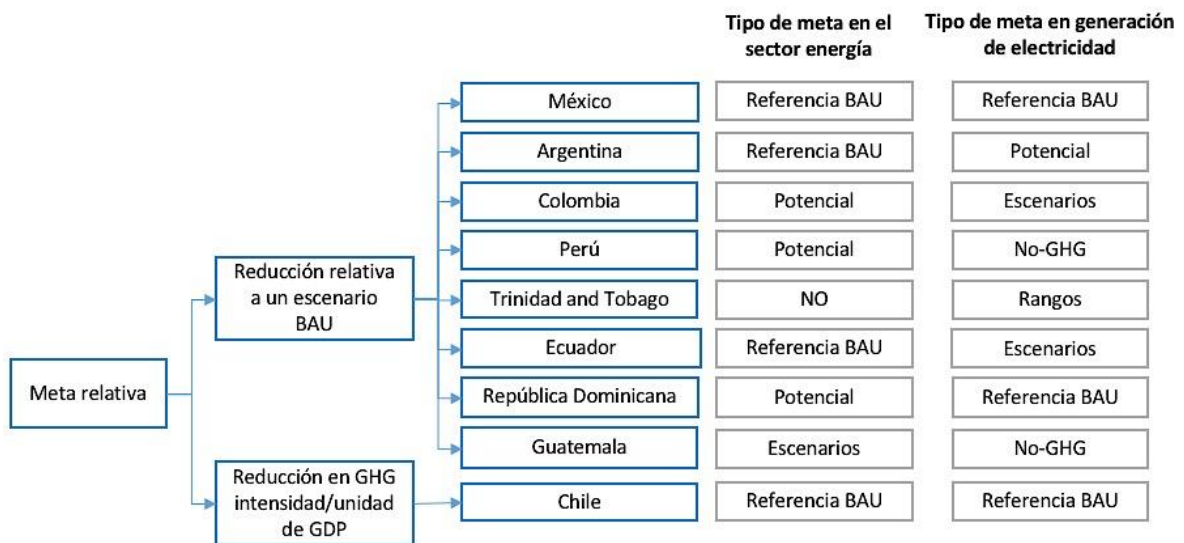 Tipo de meta en el
sector energía
Tipo de meta en generación
de electricidad
México
Referencia BAU
Referencia BAU
Argentina
Referencia BAU
Potencial
Colombia
Potencial
Escenarios
Perú
Potencial
No-GHG
Reducción relativa
a un escenario
BAU
Trinidad and Tobago
NO
Rangos
Ecuador
Referencia BAU
Escenarios
Meta relativa
República Dominicana
Potencial
Referencia BAU
Guatemala
Escenarios
No-GHG
Reducción en GHG
intensidad/unidad
de GDP
Chile
Referencia BAU
Referencia BAU